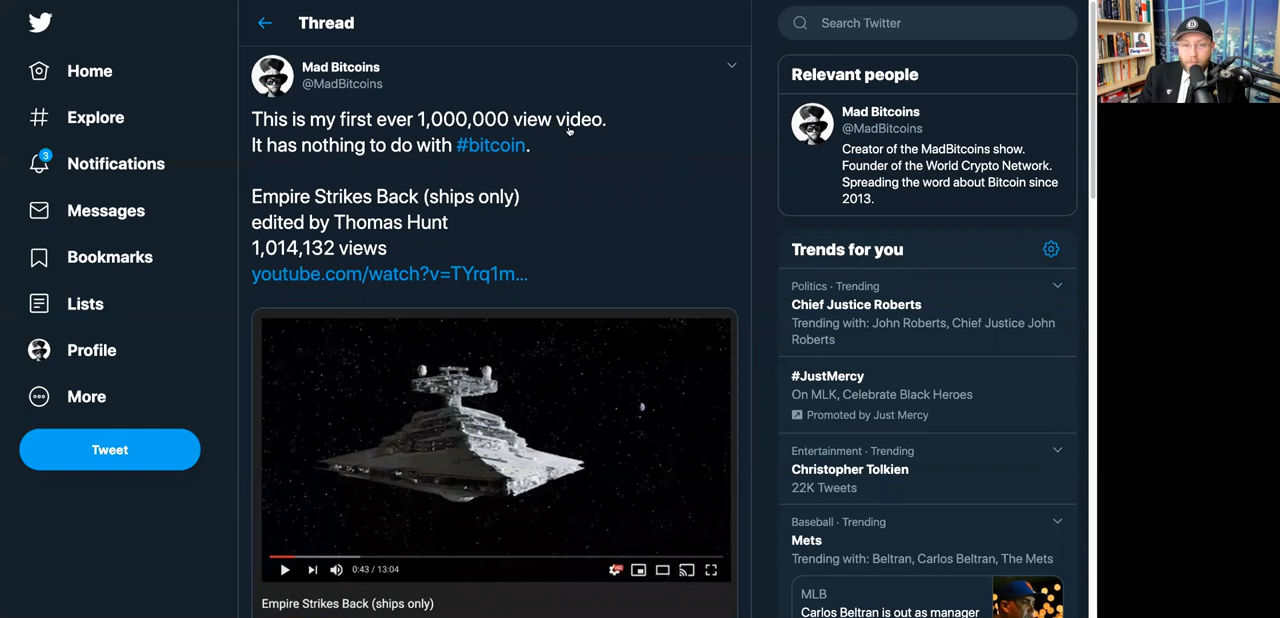 Home
Explore
3
Notifications
Messages
Bookmarks
Lists
Profile
More
Tweet
Thread
Mad Bitcoins
@MadBitcoins
This is my first ever 1,000,000 view video.
It has nothing to do with #bitcoin.
Empire Strikes Back (ships only)
edited by Thomas Hunt
1,014,132 views
youtube.com/watch?v=TYrq1m...
0:43 / 13:04
Empire Strikes Back (ships only)
Search Twitter
Relevant people
Mad Bitcoins
@MadBitcoins
Creator of the MadBitcoins show.
Founder of the World Crypto Network.
Spreading the word about Bitcoin since
2013.
Trends for you
Politics · Trending
Chief Justice Roberts
Trending with: John Roberts, Chief Justice John
Roberts
#JustMercy
On MLK, Celebrate Black Heroes
Promoted by Just Mercy
Entertainment · Trending
Christopher Tolkien
22K Tweets
Baseball · Trending
Mets
Trending with: Beltran, Carlos Beltran, The Mets
MLB
Carlos Beltran is out as manager